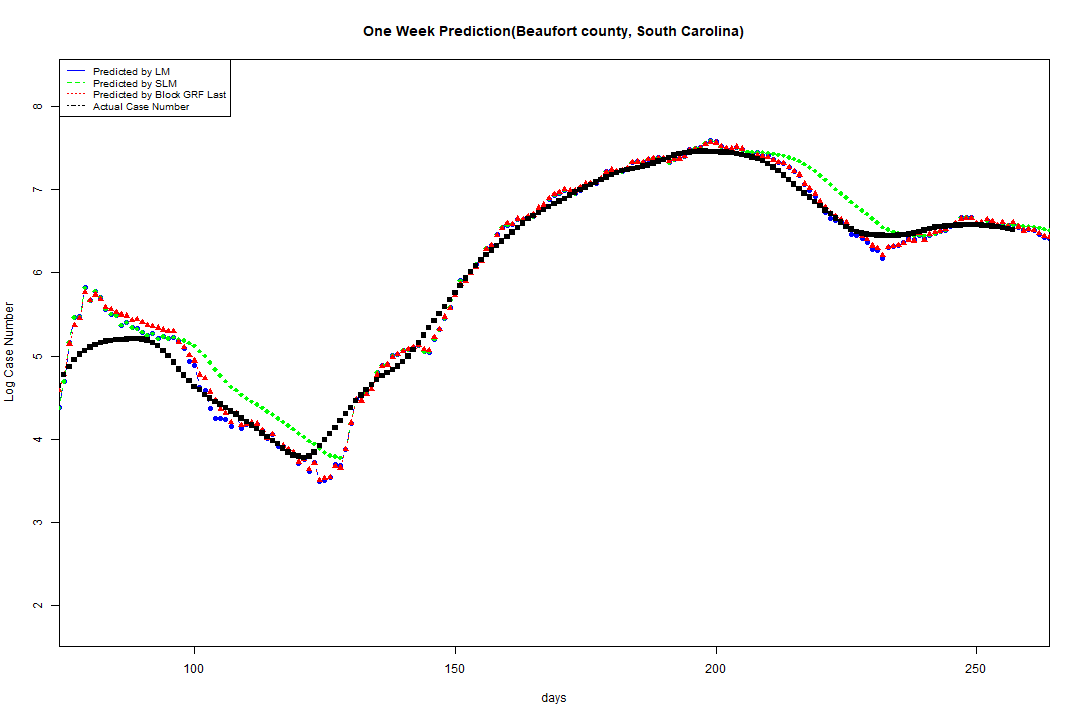 One Week Prediction(Beaufort county, South Carolina)
Predicted by LM
Predicted by SLM
Predicted by Block GRF Last
Actual Case Number
8
7
6
5
4
3
2
Log Case Number
100 150 200 250
days